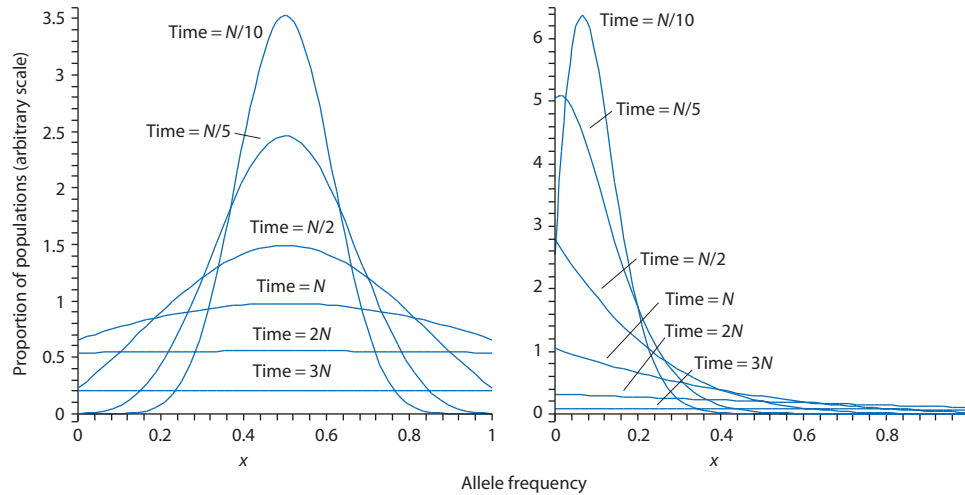 Proportion of populations (arbitrary scale)
3.5
3
2.5
2
1.5
1
0.5
0
Time = N/10
Time = N/5
Time = N/2
Time = N
Time = 2N
Time = 3N
0
0.2
0.4
0.6
0.8
1
x
6
5
4
3
2
1
0
Time = N/10
Time = N/5
Time = N/2
Time = N
Time = 2N
Time = 3N
0
0.2
0.4
0.6
0.8
x
Allele frequency